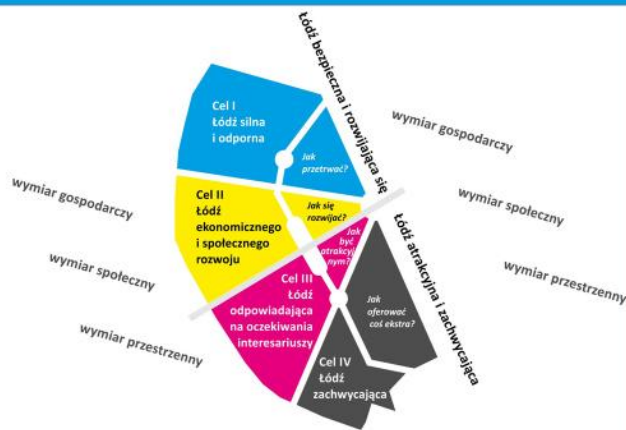 Łódź bezpieczna i rozwijająca się
Cel I
Łódź silna
i odporna
Jak
przetrwać?
wymiar gospodarczy
wymiar społeczny
wymiar przestrzenny
wymiar gospodarczy
wymiar społeczny
wymiar przestrzenny
Cel II
Łódź
ekonomicznego
i społecznego
rozwoju
Jak się
rozwijać?
Łódź atrakcyjna i zachwycająca
Cel III
Łódź
odpowiadająca
na oczekiwania
interesariuszy
Jak
być
atrakcyj
nym?
Jak
oferować
coś ekstra?
Cel IV
Łódź
zachwycająca